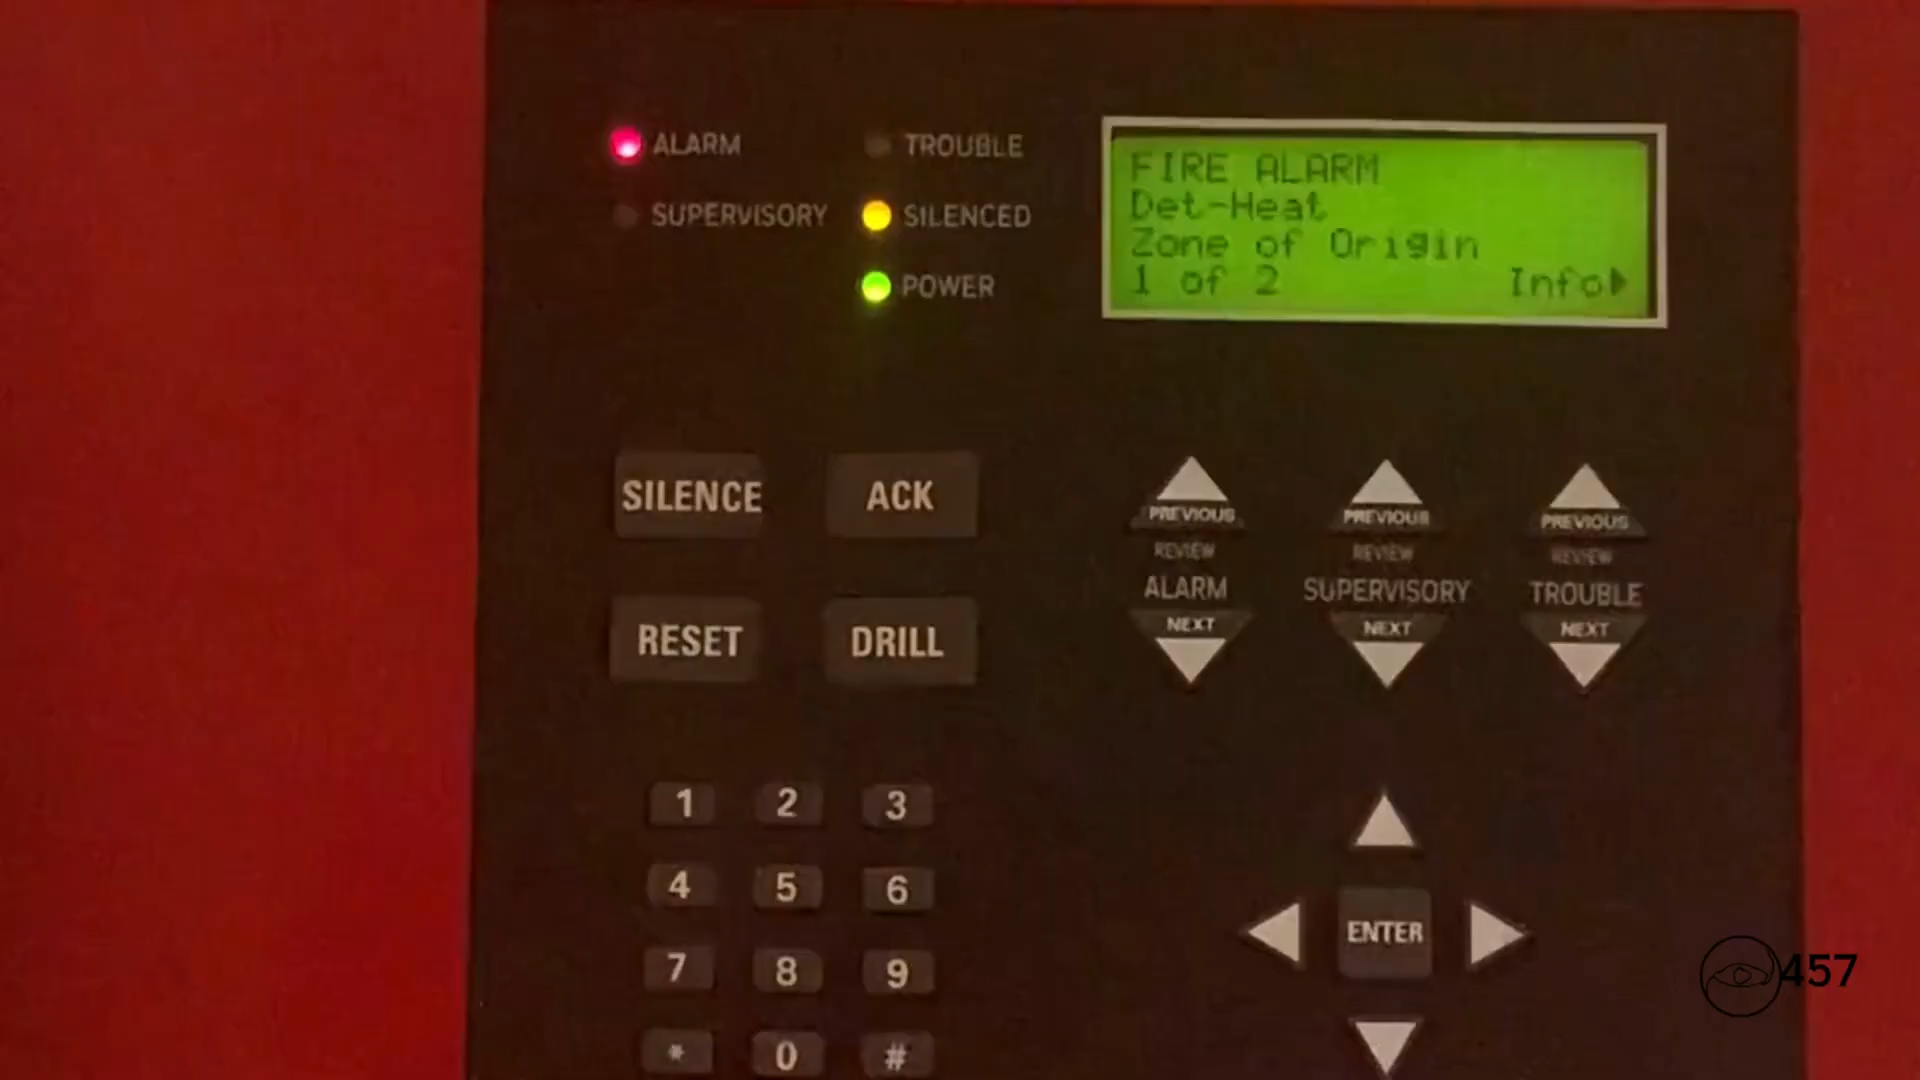 ALARM
TROUBLE
SUPERVISORY
SILENCED
POWER
FIRE ALARM
Det-Heat
Zone of Origin
1 of 2 Info
SILENCE
ACK
RESET
DRILL
PREVIOUS
REVIEW
ALARM
NEXT
PREVIOUS
REVIEW
SUPERVISORY
NEXT
PREVIOUS
REVIEW
TROUBLE
NEXT
1 2 3
4 5 6
7 8 9
* 0 #
ENTER
457